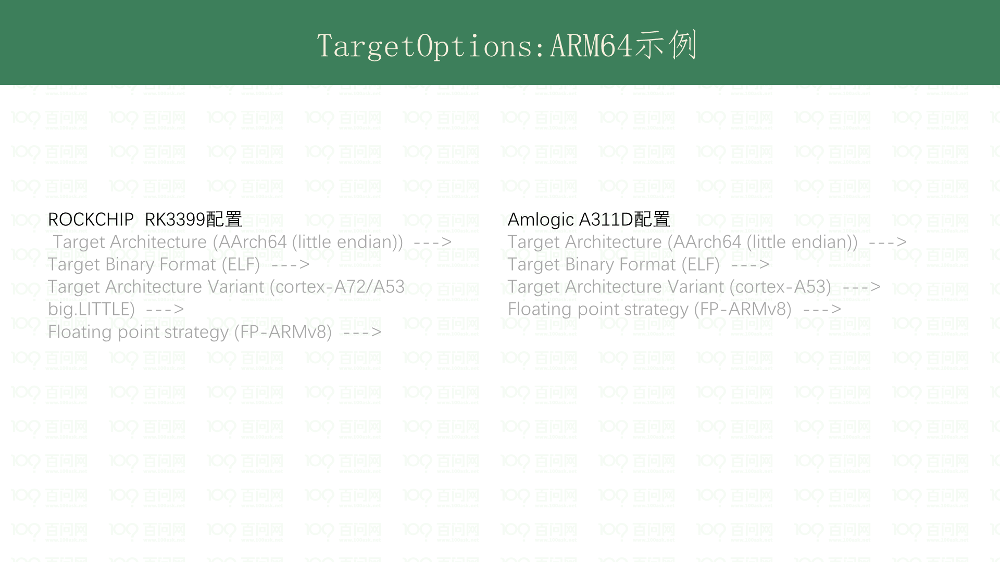 TargetOptions:ARM64示例
ROCKCHIP  RK3399配置
Target Architecture (AArch64 (little endian))  --->
Target Binary Format (ELF)  --->
Target Architecture Variant (cortex-A72/A53
big.LITTLE)  --->
Floating point strategy (FP-ARMv8)  --->
Amlogic A311D配置
Target Architecture (AArch64 (little endian))  --->
Target Binary Format (ELF)  --->
Target Architecture Variant (cortex-A53)  --->
Floating point strategy (FP-ARMv8)  --->